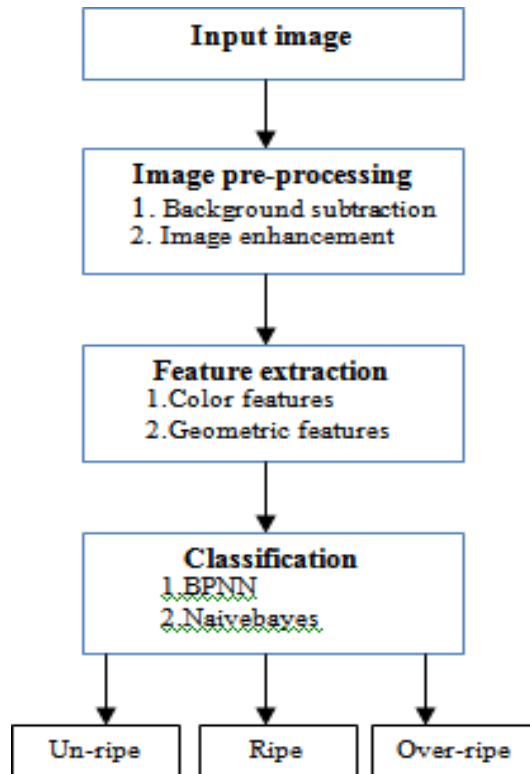 Input image
Image pre-processing
1. Background subtraction
2. Image enhancement
Feature extraction
1.Color features
2.Geometric features
Classification
1.BPNN
2.Naivebayes
Un-ripe
Ripe
Over-ripe